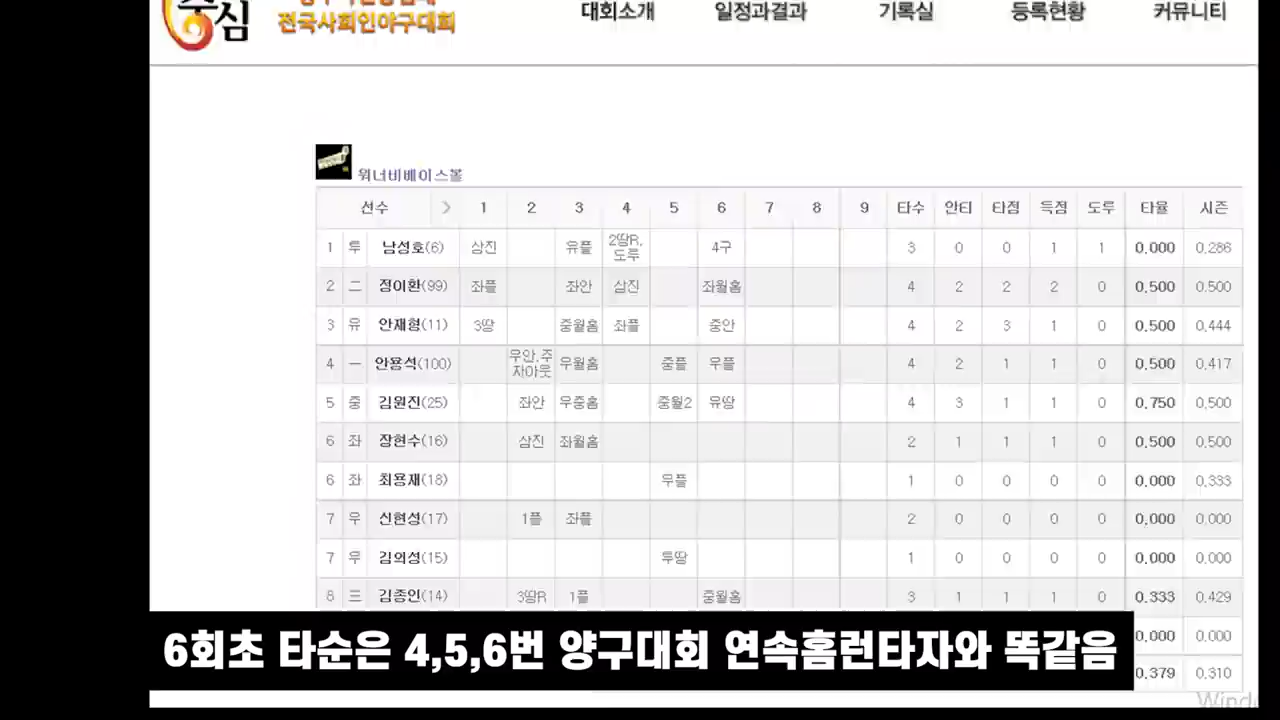 중심
전국사회인야구대회
대회소개 일정과결과 기록실 등록현황 커뮤니티
워너비베이스볼
선수 > 1 2 3 4 5 6 7 8 9 타수 안타 타점 득점 도루 타율 시즌
1 투 남성호(6) 삼진 유플 2땅R, 도루 4구 3 0 0 1 1 0.000 0.286
2 二 정이환(99) 좌플 좌안 삼진 좌월홈 4 2 2 2 0 0.500 0.500
3 유 안재형(11) 3땅 중월홈 좌플 중안 4 2 3 1 0 0.500 0.444
4 一 안용석(100) 우안,주자아웃 우월홈 중플 우플 4 2 1 1 0 0.500 0.417
5 중 김원진(25) 좌안 우중홈 중월2 유땅 4 3 1 1 0 0.750 0.500
6 좌 장현수(16) 삼진 좌월홈 2 1 1 1 0 0.500 0.500
6 좌 최용재(18) 우플 1 0 0 0 0 0.000 0.333
7 우 신현성(17) 1플 좌플 2 0 0 0 0 0.000 0.000
7 우 김의성(15) 투땅 1 0 0 0 0 0.000 0.000
8 三 김종인(14) 3땅R 1플 중월홈 3 1 1 1 0 0.333 0.429
0.000 0.000
6회초 타순은 4,5,6번 양구대회 연속홈런타자와 똑같음
0.379 0.310